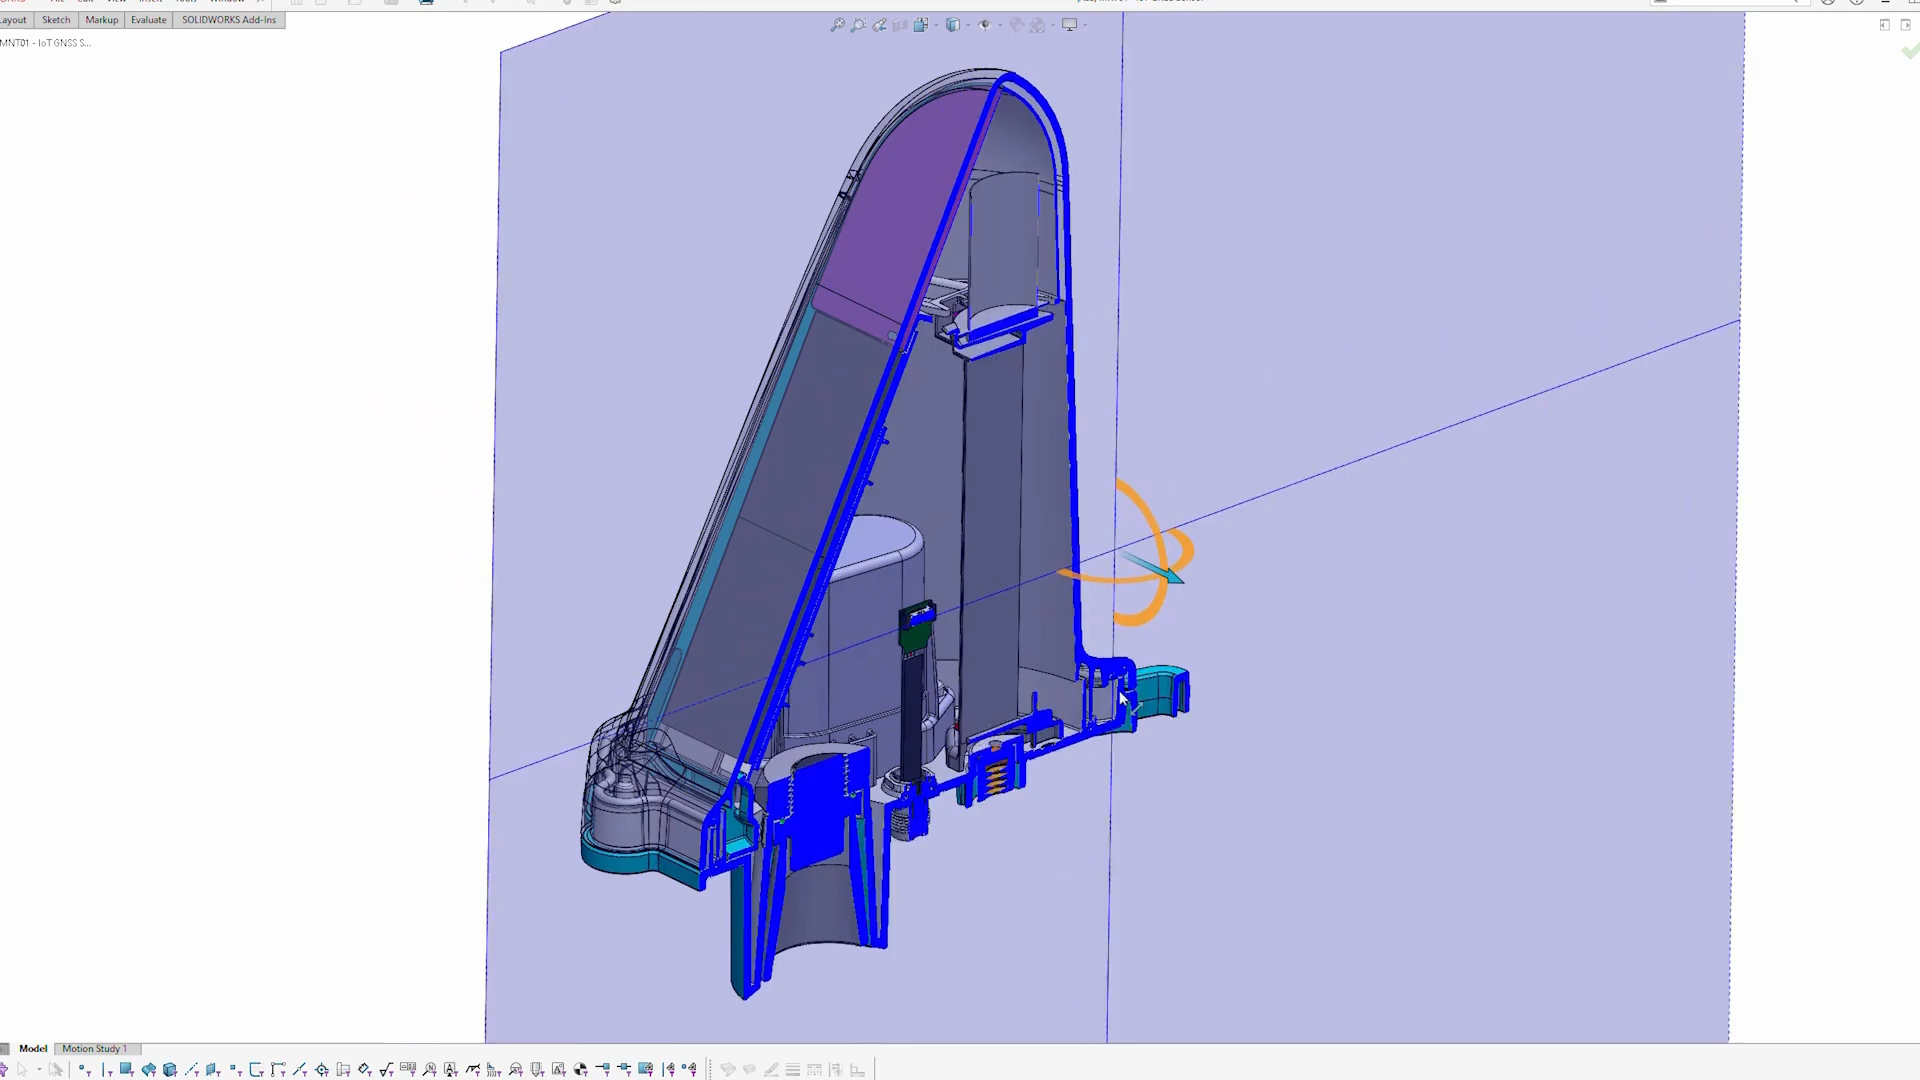 Layout Sketch Markup Evaluate SOLIDWORKS Add-Ins
MNT01 - IoT GNSS S...
Model Motion Study 1